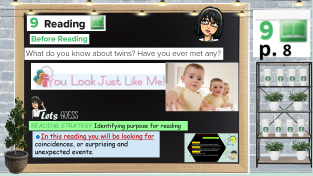 9 Reading
9
p. 8
Before Reading
What do you know about twins? Have you ever met any?
You Look Just Like Me!
Lets GUESS
READING STRATEGY Identifying purpose for reading
In this reading you will be looking for
coincidences, or surprising and
unexpected events.